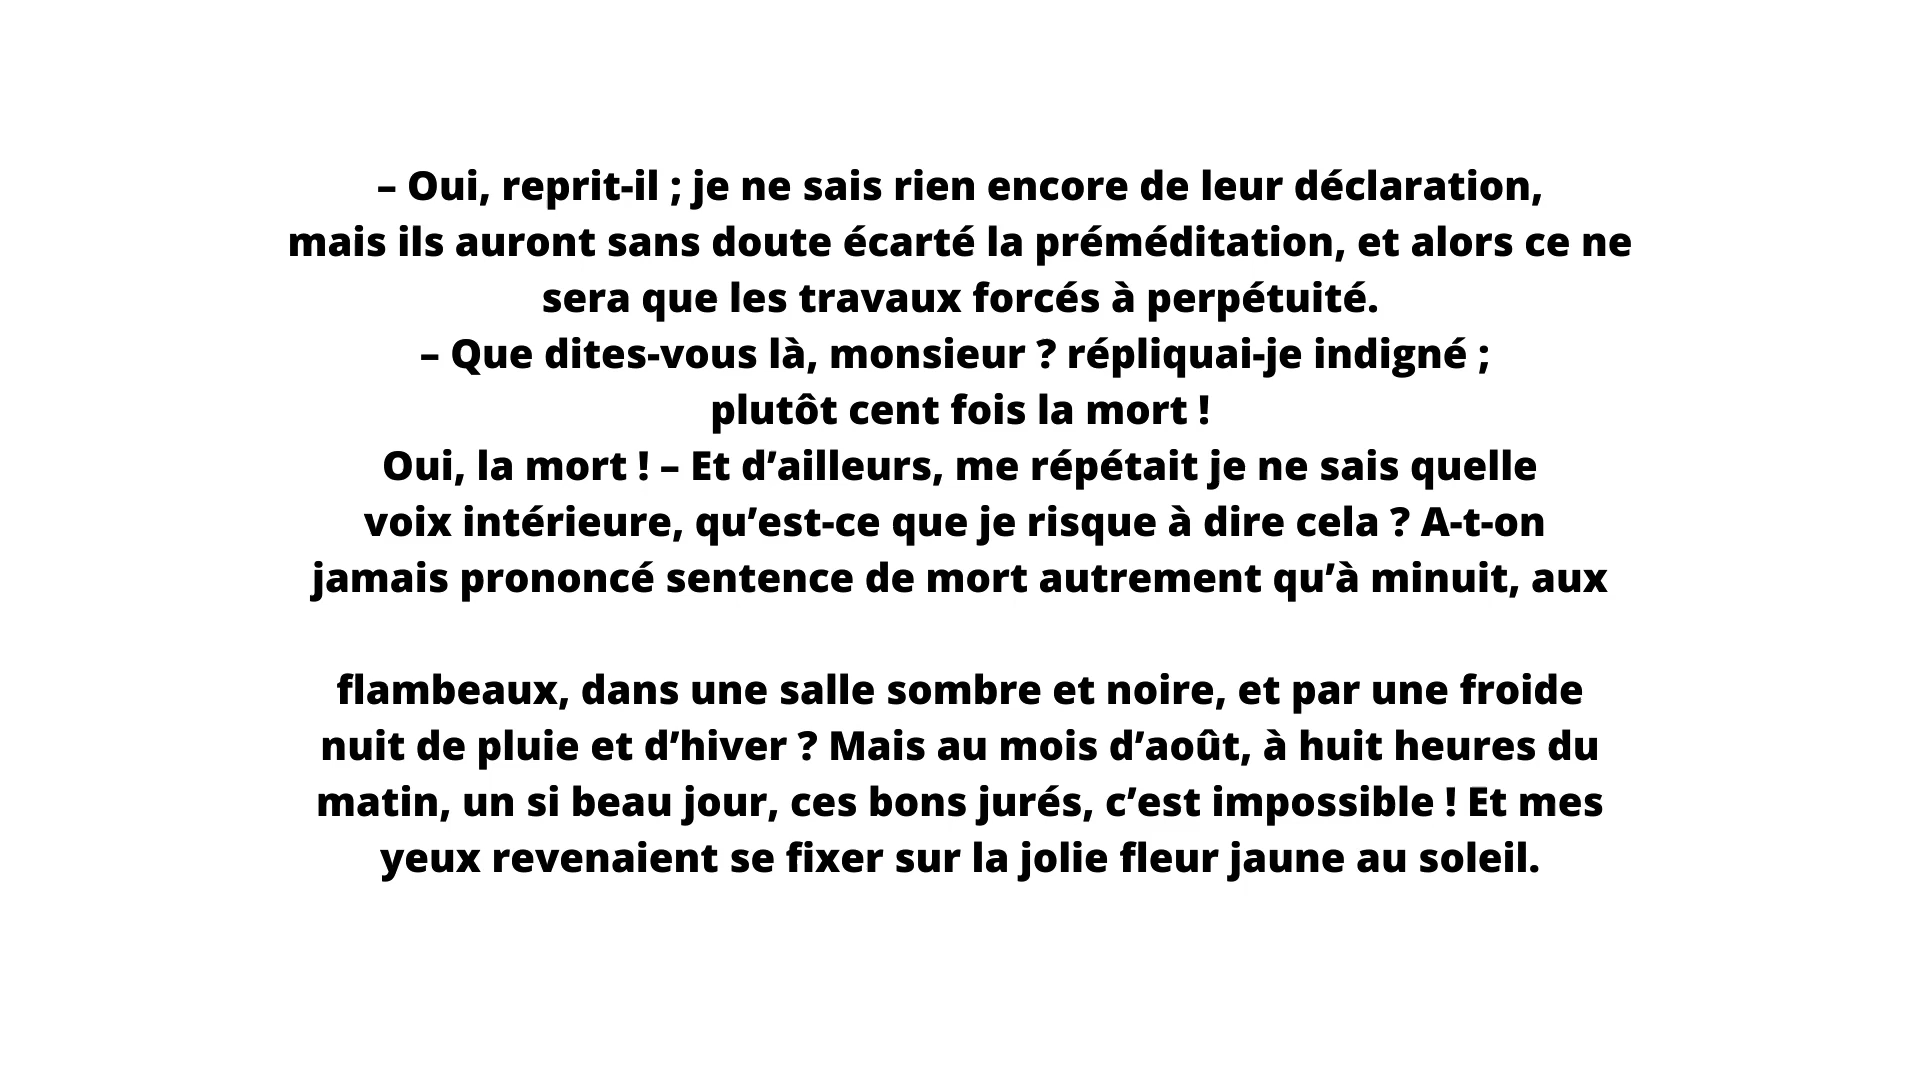 – Oui, reprit-il ; je ne sais rien encore de leur déclaration,
mais ils auront sans doute écarté la préméditation, et alors ce ne
sera que les travaux forcés à perpétuité.
– Que dites-vous là, monsieur ? répliquai-je indigné ;
plutôt cent fois la mort !
Oui, la mort ! – Et d’ailleurs, me répétait je ne sais quelle
voix intérieure, qu’est-ce que je risque à dire cela ? A-t-on
jamais prononcé sentence de mort autrement qu’à minuit, aux
flambeaux, dans une salle sombre et noire, et par une froide
nuit de pluie et d’hiver ? Mais au mois d’août, à huit heures du
matin, un si beau jour, ces bons jurés, c’est impossible ! Et mes
yeux revenaient se fixer sur la jolie fleur jaune au soleil.